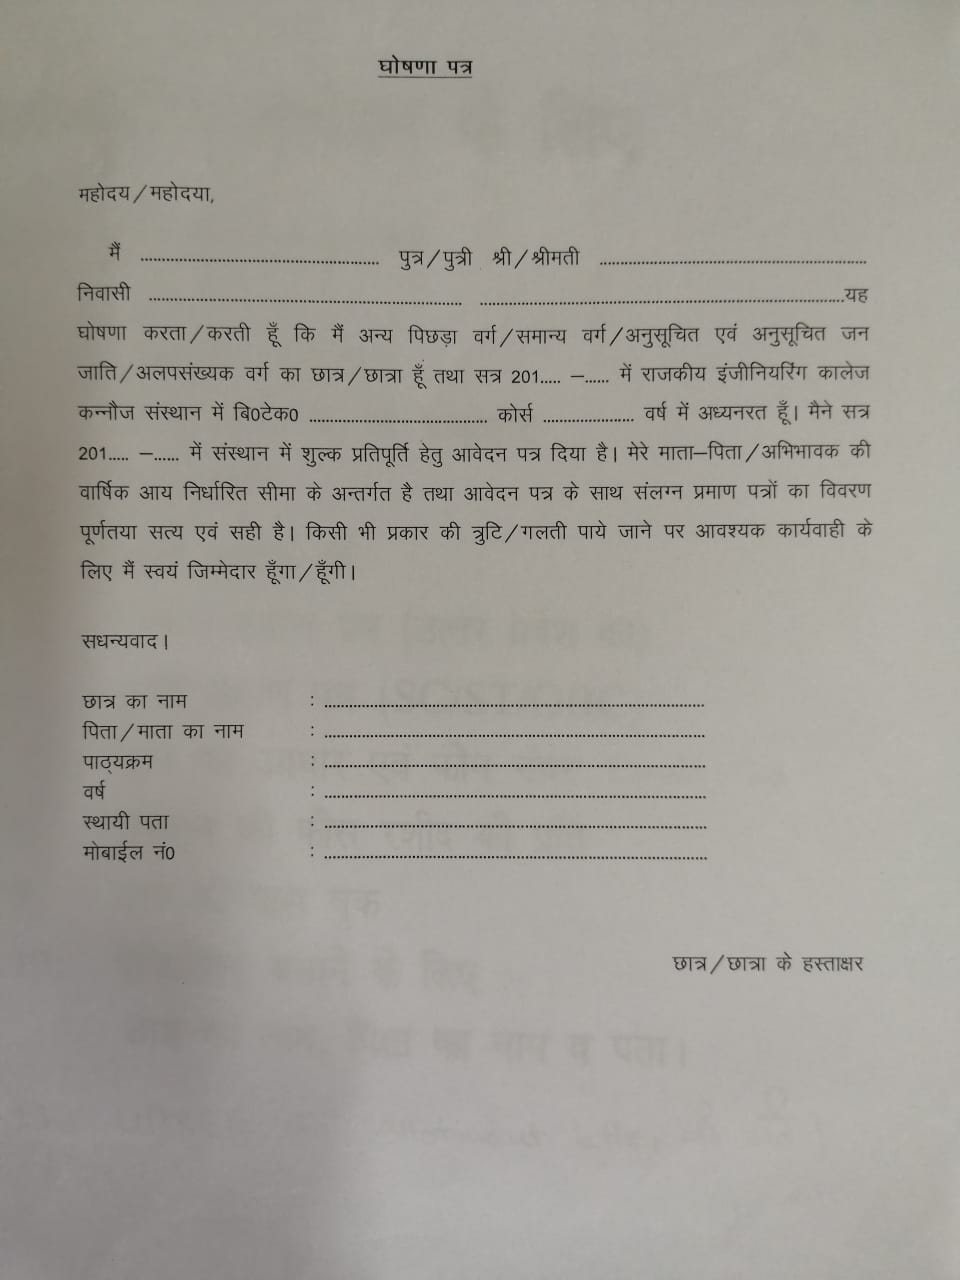 घोषणा पत्र
महोदय/महोदया,
मैं ........................................ पुत्र/पुत्री श्री/श्रीमती .............................................
निवासी ..................................................... ..............................................................यह
घोषणा करता/करती हूँ कि मैं अन्य पिछड़ा वर्ग/समान्य वर्ग/अनुसूचित एवं अनुसूचित जन
जाति/अलपसंख्यक वर्ग का छात्र/छात्रा हूँ तथा सत्र 201..... –...... में राजकीय इंजीनियरिंग कालेज
कन्नौज संस्थान में बि0टेक0 .................................... कोर्स .................. वर्ष में अध्यनरत हूँ। मैने सत्र
201..... –...... में संस्थान में शुल्क प्रतिपूर्ति हेतु आवेदन पत्र दिया है। मेरे माता–पिता/अभिभावक की
वार्षिक आय निर्धारित सीमा के अन्तर्गत है तथा आवेदन पत्र के साथ संलग्न प्रमाण पत्रों का विवरण
पूर्णतया सत्य एवं सही है। किसी भी प्रकार की त्रुटि/गलती पाये जाने पर आवश्यक कार्यवाही के
लिए मैं स्वयं जिम्मेदार हूँगा/हूँगी।
सधन्यवाद।
छात्र का नाम : ................................................................
पिता/माता का नाम : ................................................................
पाठ्यक्रम : ................................................................
वर्ष : ................................................................
स्थायी पता : ................................................................
मोबाईल नं0 : ................................................................
छात्र/छात्रा के हस्ताक्षर